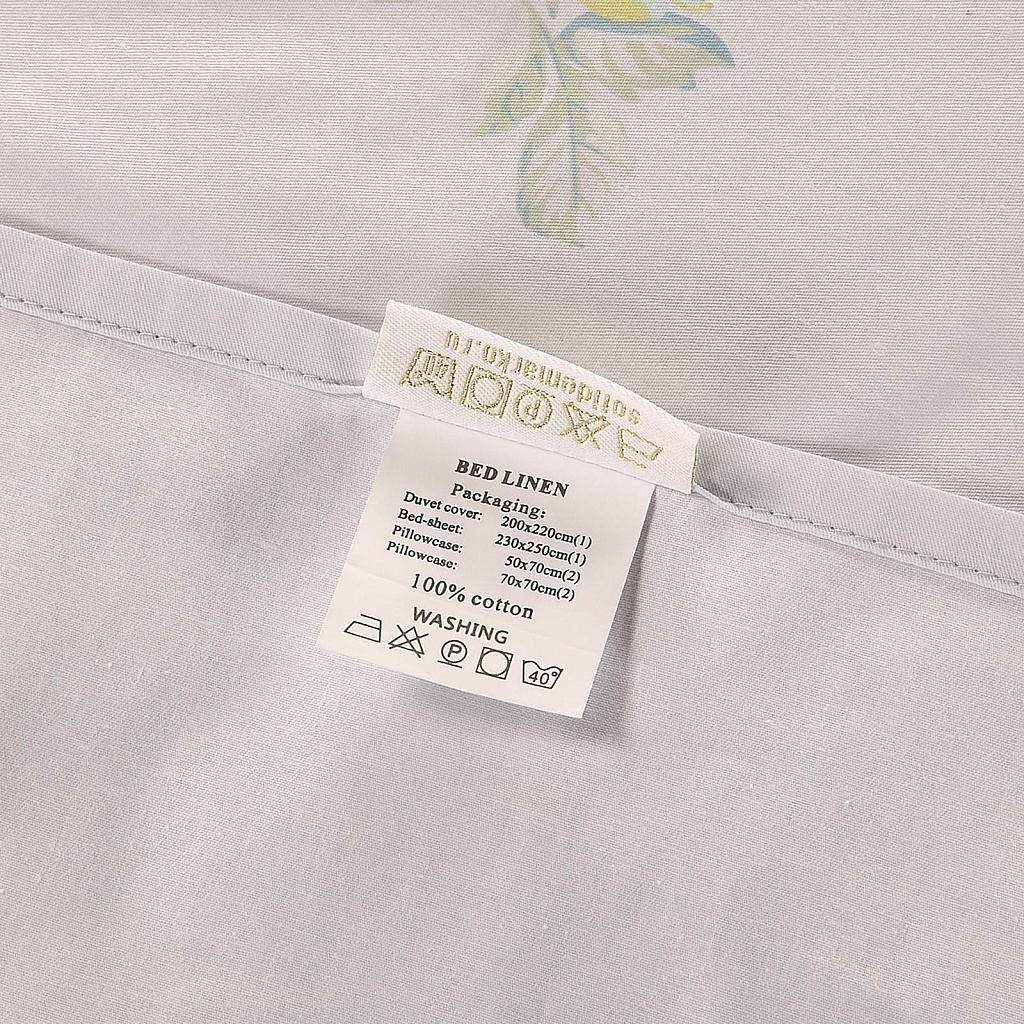 solidemarko.ru
40
P
BED LINEN
Packaging:
Duvet cover: 200x220cm(1)
Bed-sheet: 230x250cm(1)
Pillowcase: 50x70cm(2)
Pillowcase: 70x70cm(2)
100% cotton
WASHING
P 40°